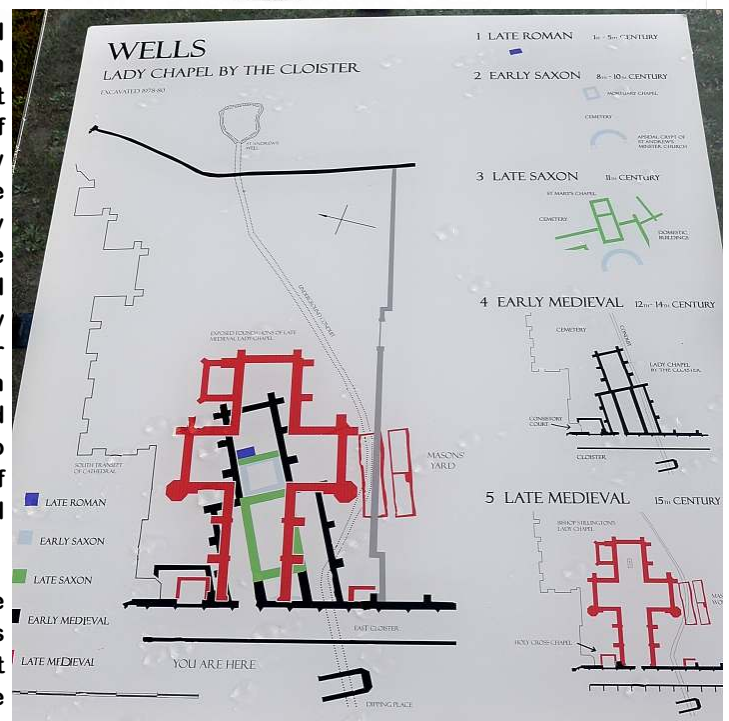 WELLS
LADY CHAPEL BY THE CLOISTER
EXCAVATED 1978-80
ST ANDREW'S
WELL
UNDERGROUND CONDUIT
EXPOSED FOUNDATIONS OF LATE
MEDIEVAL LADY CHAPEL
SOUTH TRANSEPT
OF CATHEDRAL
MASONS'
YARD
LATE ROMAN
EARLY SAXON
LATE SAXON
EARLY MEDIEVAL
LATE MEDIEVAL
EAST CLOISTER
YOU ARE HERE
DIPPING PLACE
1 LATE ROMAN 1st - 5th CENTURY
2 EARLY SAXON 8th - 10th CENTURY
MORTUARY CHAPEL
CEMETERY
APSIDAL CRYPT OF
ST ANDREW'S
MINSTER CHURCH
3 LATE SAXON 11th CENTURY
ST MARY'S CHAPEL
CEMETERY
DOMESTIC
BUILDINGS
4 EARLY MEDIEVAL 12th - 14th CENTURY
CEMETERY
CONDUIT
LADY CHAPEL
BY THE CLOISTER
CONSISTORY
COURT
CLOISTER
5 LATE MEDIEVAL 15th CENTURY
BISHOP STILLINGTON'S
LADY CHAPEL
HOLY CROSS CHAPEL